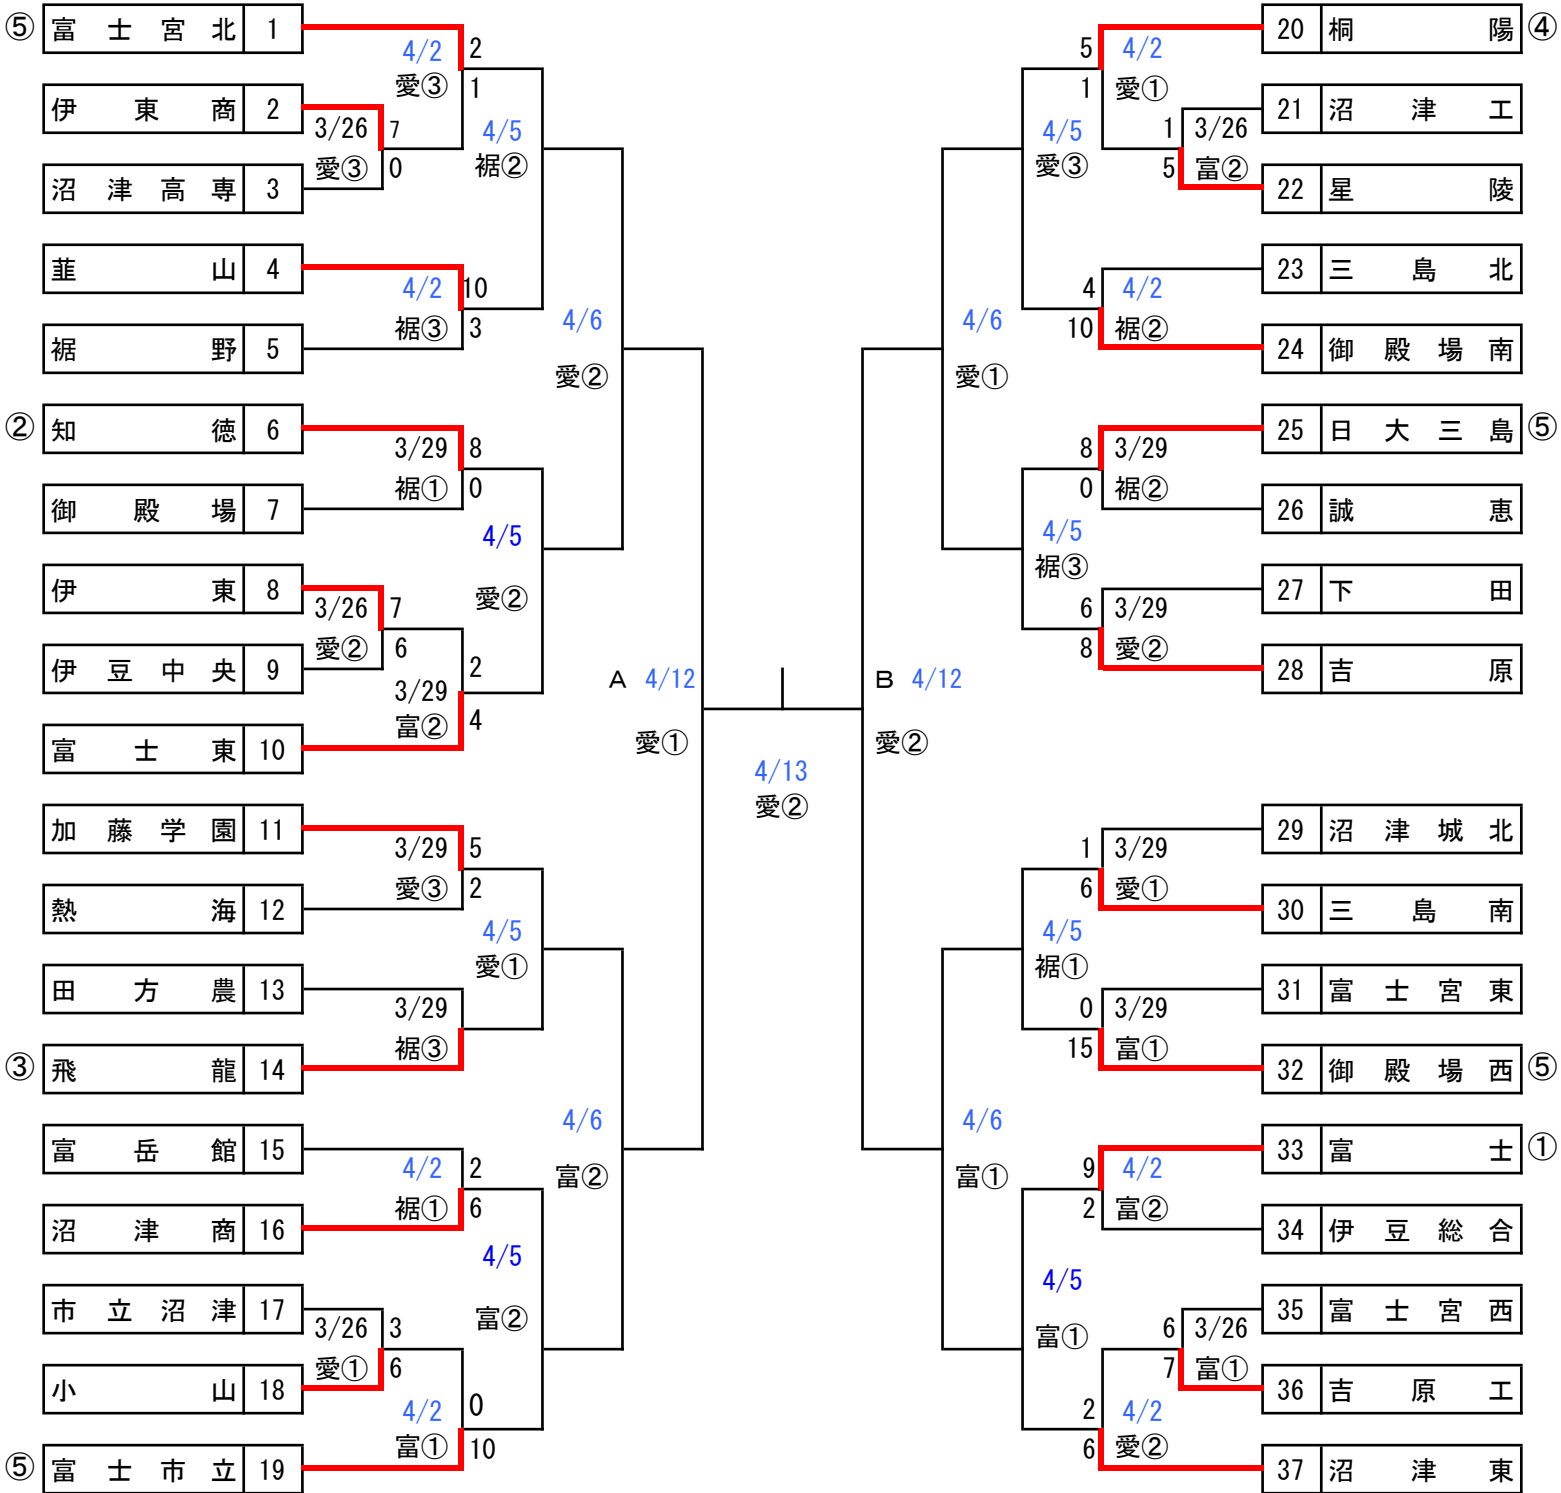 ⑤ 富士宮北 1
4/2 2
愛③ 1
伊東商 2
3/26 7
愛③ 0
沼津高専 3
4/5
裾②
韮山 4
4/2 10
裾③ 3
裾野 5
4/6
愛②
② 知徳 6
3/29 8
裾① 0
御殿場 7
4/5
愛②
伊東 8
3/26 7
愛② 6
伊豆中央 9
3/29 2
富② 4
富士東 10
A 4/12
愛①
加藤学園 11
3/29 5
愛③ 2
熱海 12
4/5
愛①
田方農 13
3/29
裾③
③ 飛龍 14
4/6
富②
富岳館 15
4/2 2
裾① 6
沼津商 16
4/5
富②
市立沼津 17
3/26 3
愛① 6
小山 18
4/2 0
富① 10
⑤ 富士市立 19
4/13
愛②
20 桐陽 ④
5 4/2
1 愛①
21 沼津工
1 3/26
5 富②
22 星陵
4/5
愛③
23 三島北
4 4/2
10 裾②
24 御殿場南
4/6
愛①
25 日大三島 ⑤
8 3/29
0 裾②
26 誠恵
4/5
裾③
27 下田
6 3/29
8 愛②
28 吉原
B 4/12
愛②
29 沼津城北
1 3/29
6 愛①
30 三島南
4/5
裾①
31 富士宮東
0 3/29
15 富①
32 御殿場西 ⑤
4/6
富①
33 富士 ①
9 4/2
2 富②
34 伊豆総合
4/5
富①
35 富士宮西
6 3/26
7 富①
36 吉原工
2 4/2
6 愛②
37 沼津東